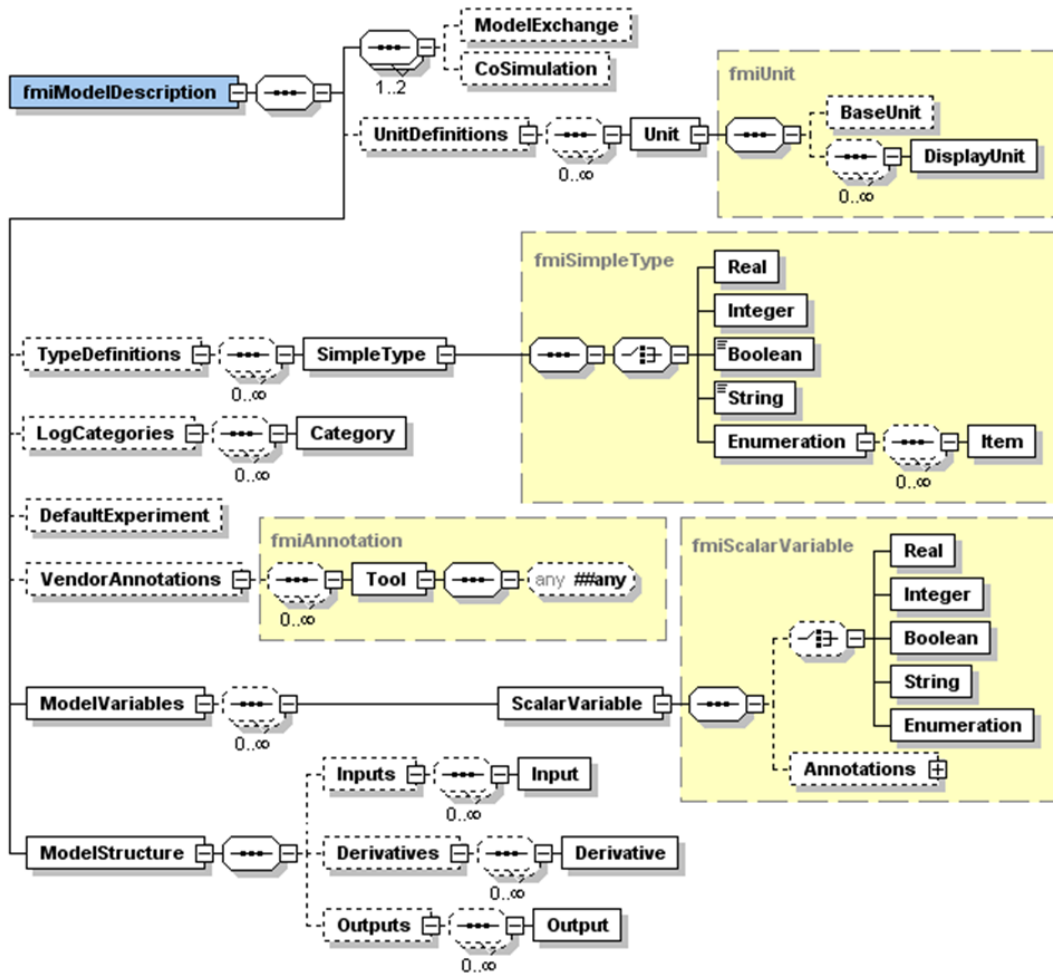 ModelExchange
CoSimulation
1..2
fmiModelDescription
fmiUnit
BaseUnit
UnitDefinitions
Unit
0..∞
DisplayUnit
0..∞
fmiSimpleType
Real
Integer
TypeDefinitions
SimpleType
Boolean
0..∞
String
LogCategories
Category
Enumeration
Item
0..∞
0..∞
DefaultExperiment
fmiAnnotation
VendorAnnotations
Tool
any ##any
0..∞
fmiScalarVariable
Real
Integer
Boolean
String
Enumeration
ModelVariables
ScalarVariable
0..∞
Annotations
Inputs
Input
0..∞
ModelStructure
Derivatives
Derivative
0..∞
Outputs
Output
0..∞